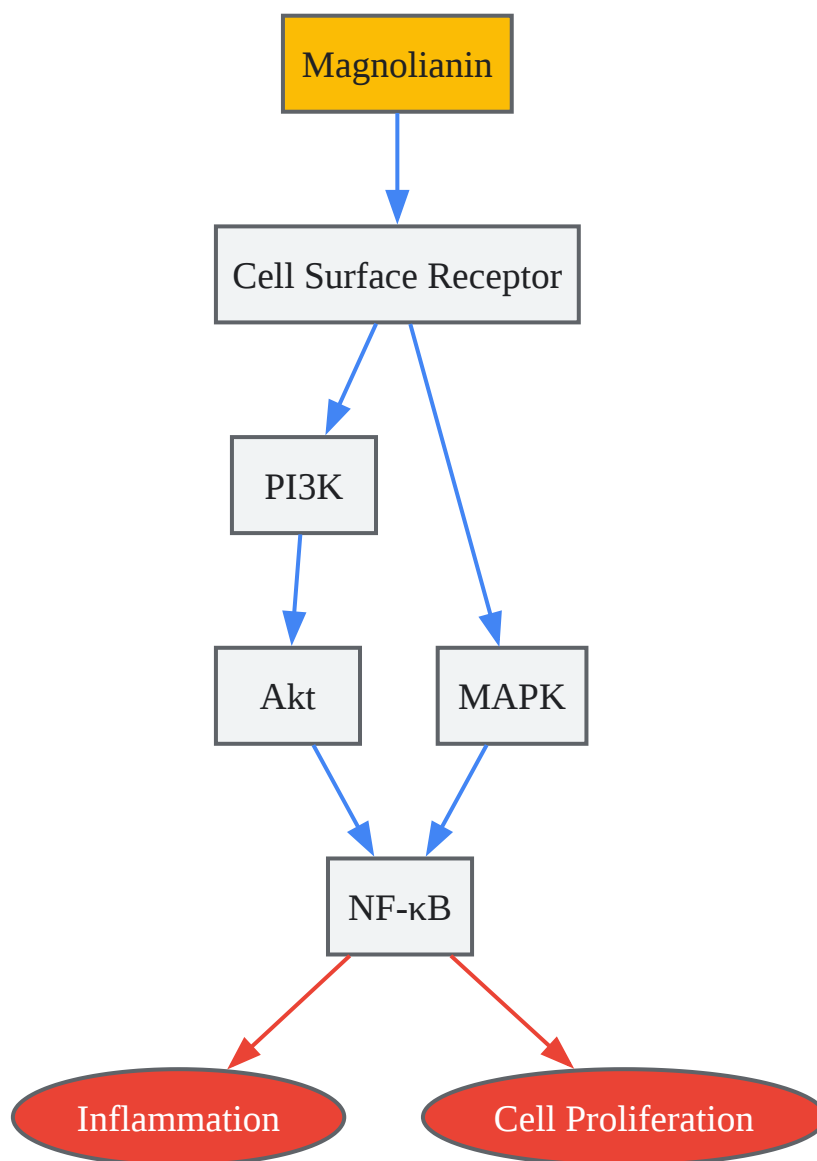 Magnolianin
Cell Surface Receptor
PI3K
Akt
MAPK
NF-κB
Inflammation
Cell Proliferation